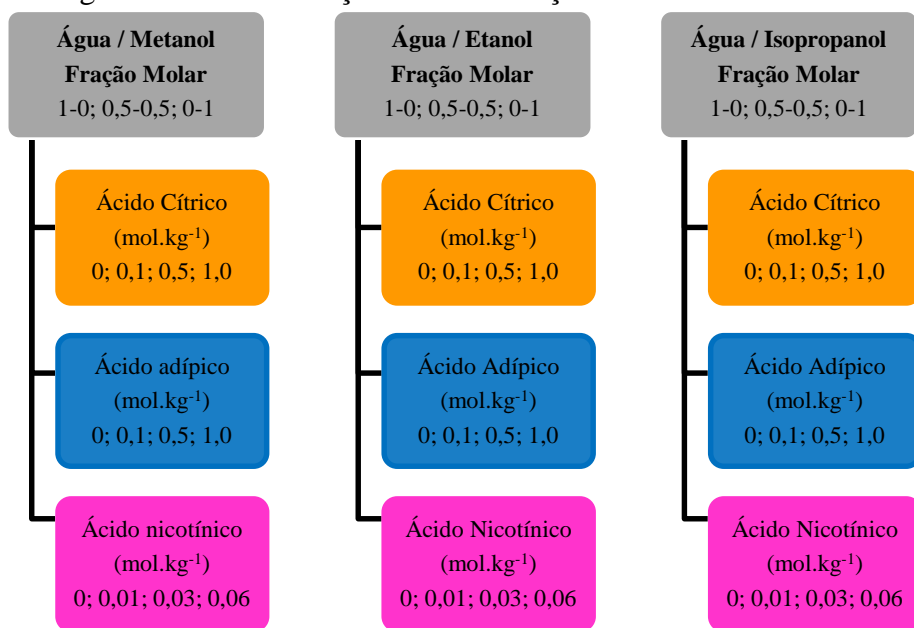 Água / Metanol
Fração Molar
1-0; 0,5-0,5; 0-1
Ácido Cítrico
(mol.kg-1)
0; 0,1; 0,5; 1,0
Ácido adípico
(mol.kg-1)
0; 0,1; 0,5; 1,0
Ácido nicotínico
(mol.kg-1)
0; 0,01; 0,03; 0,06
Água / Etanol
Fração Molar
1-0; 0,5-0,5; 0-1
Ácido Cítrico
(mol.kg-1)
0; 0,1; 0,5; 1,0
Ácido Adípico
(mol.kg-1)
0; 0,1; 0,5; 1,0
Ácido Nicotínico
(mol.kg-1)
0; 0,01; 0,03; 0,06
Água / Isopropanol
Fração Molar
1-0; 0,5-0,5; 0-1
Ácido Cítrico
(mol.kg-1)
0; 0,1; 0,5; 1,0
Ácido Adípico
(mol.kg-1)
0; 0,1; 0,5; 1,0
Ácido Nicotínico
(mol.kg-1)
0; 0,01; 0,03; 0,06